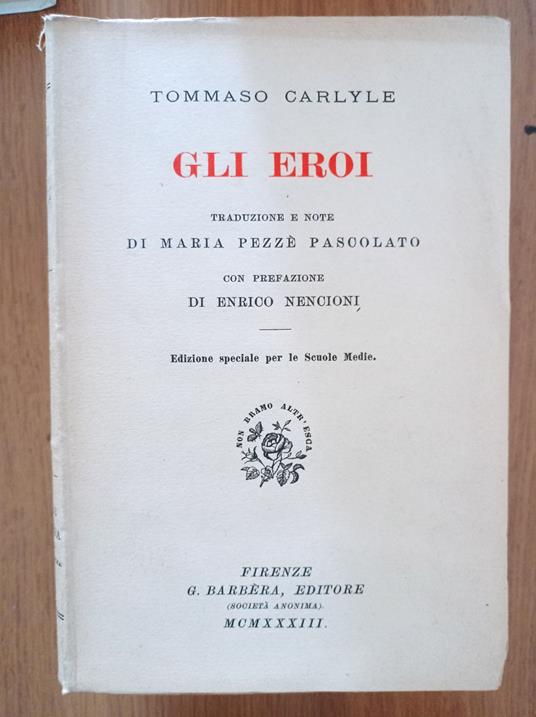 TOMMASO CARLYLE
GLI EROI
TRADUZIONE E NOTE
DI MARIA PEZZÈ PASCOLATO
CON PREFAZIONE
DI ENRICO NENCIONI
Edizione speciale per le Scuole Medie.
NON BRAMO ALTR'ESCA
FIRENZE
G. BARBÈRA, EDITORE
(SOCIETÀ ANONIMA)
MCMXXXIII.